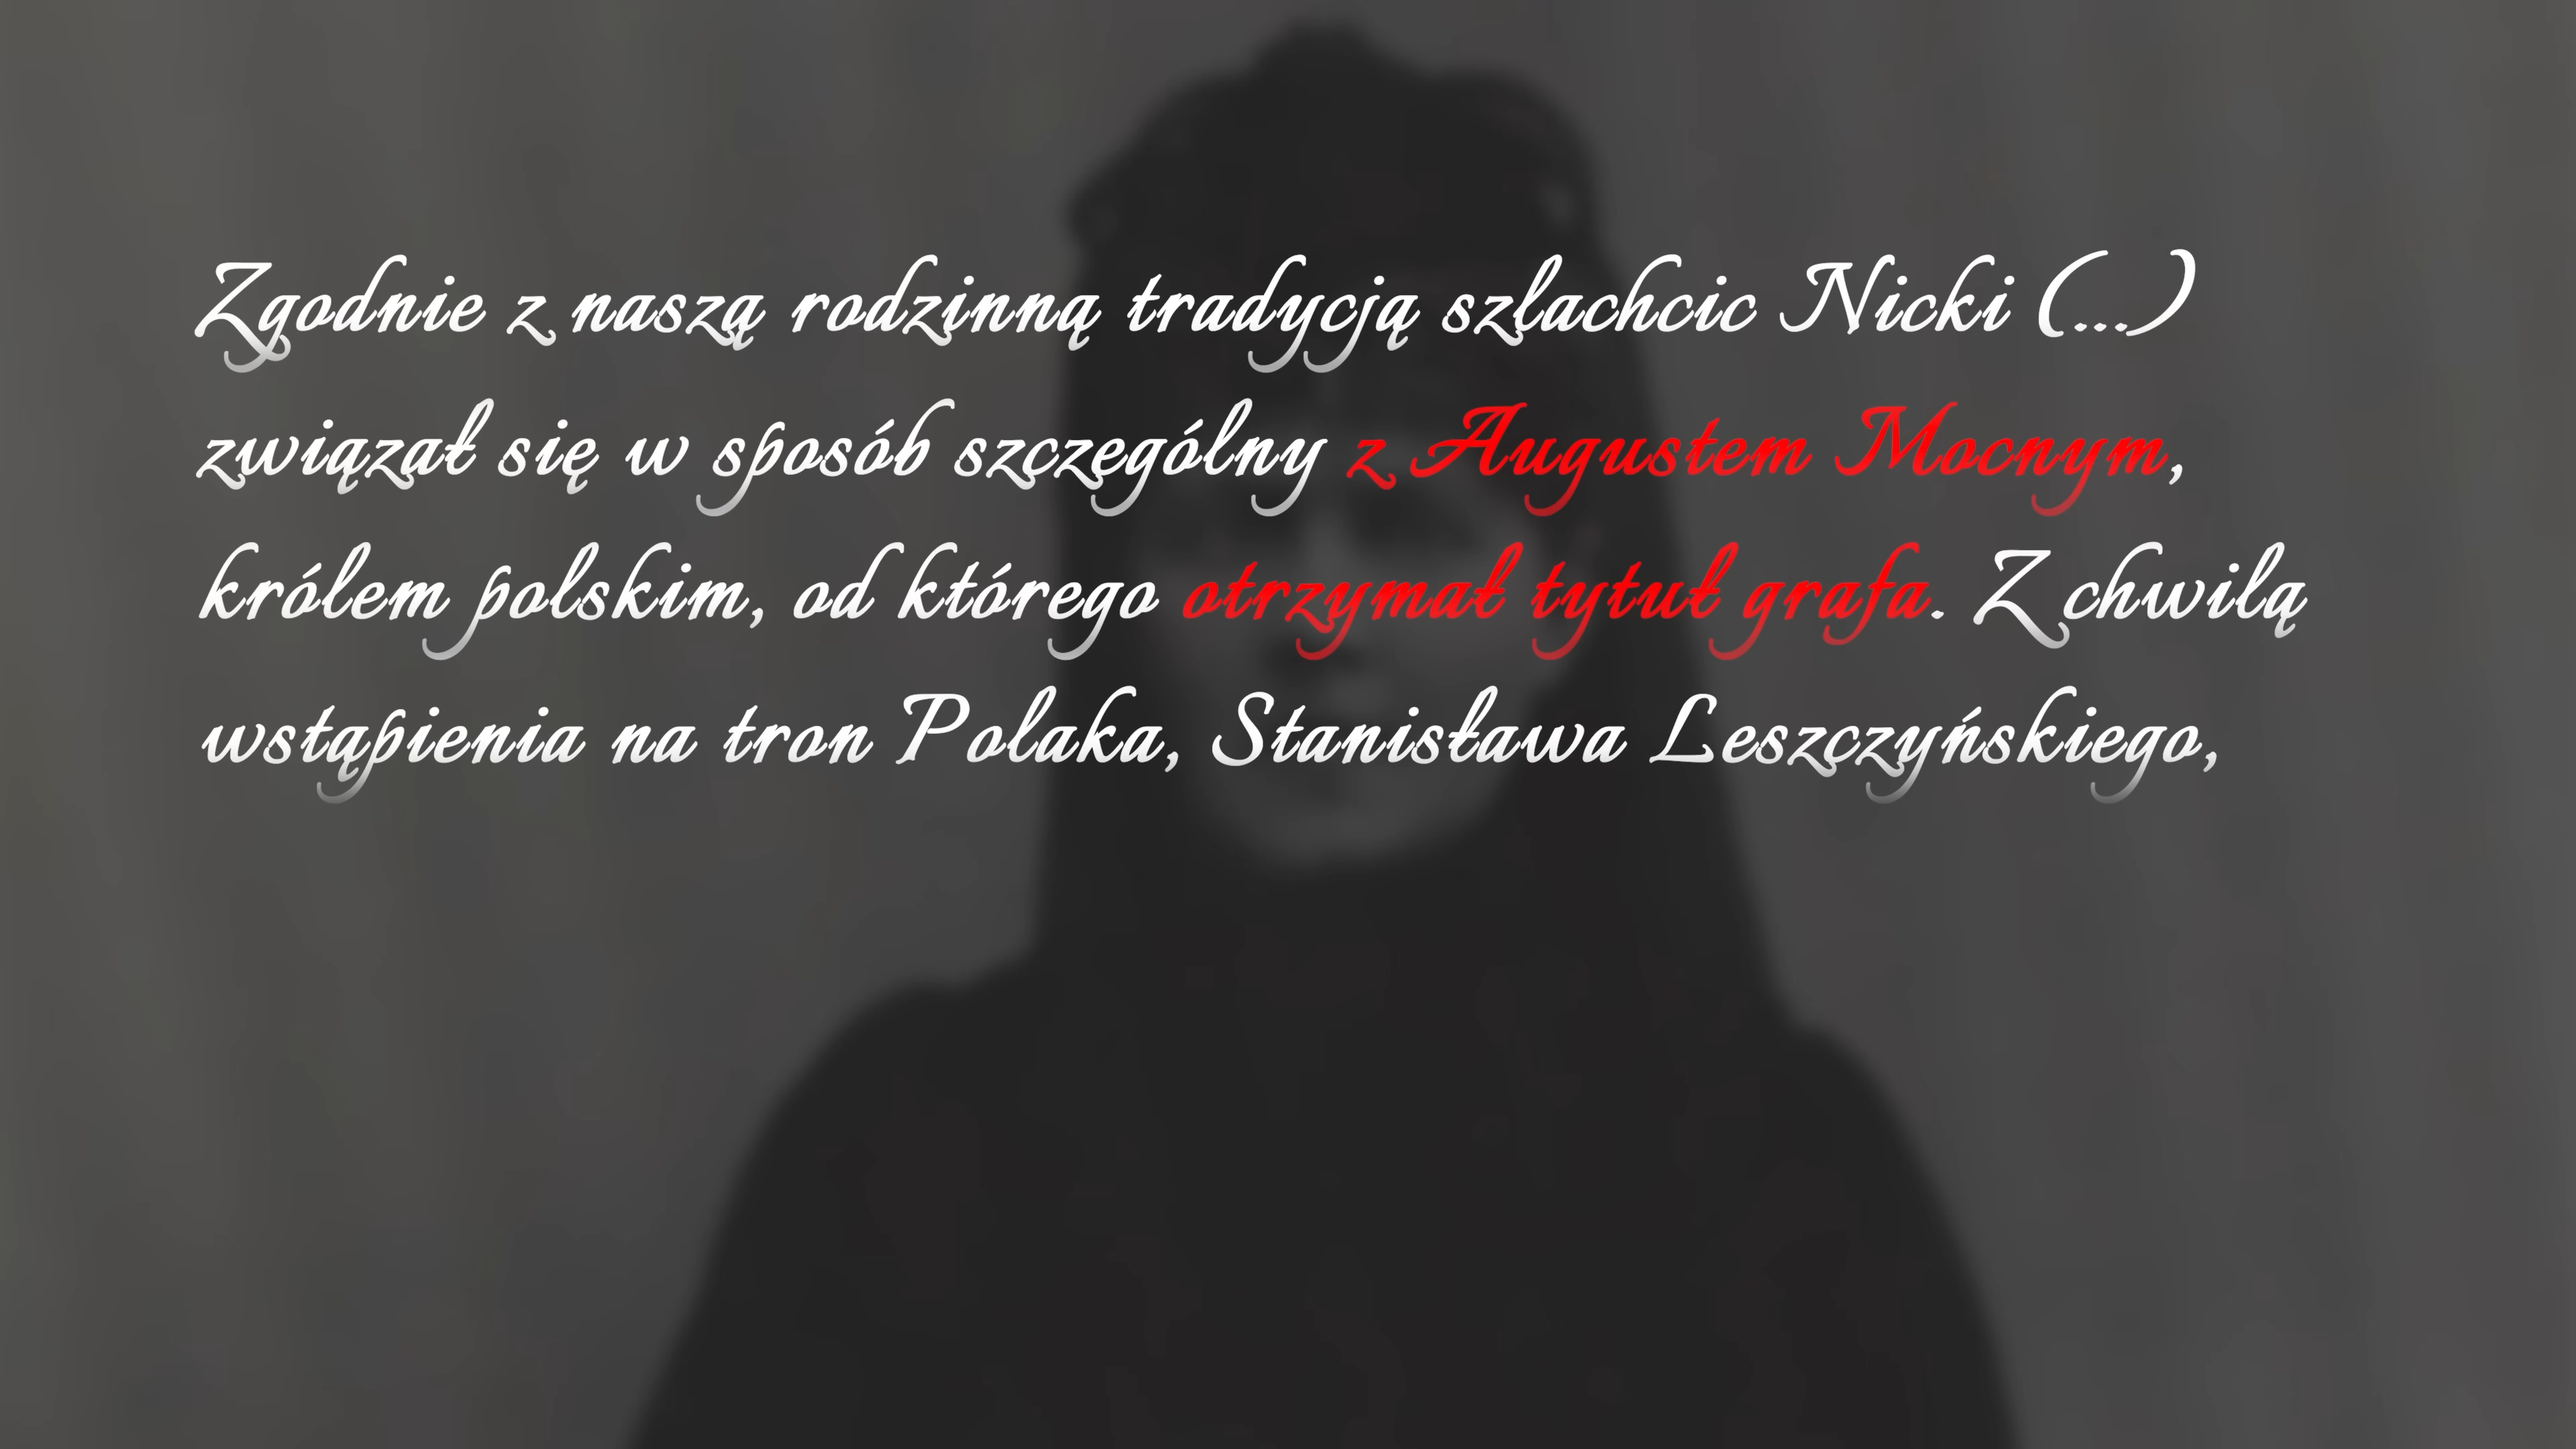 Zgodnie z naszą rodzinną tradycją szlachcic Nicki (...)
związał się w sposób szczególny z Augustem Mocnym,
królem polskim, od którego otrzymał tytuł grafa. Z chwilą
wstąpienia na tron Polaka, Stanisława Leszczyńskiego,